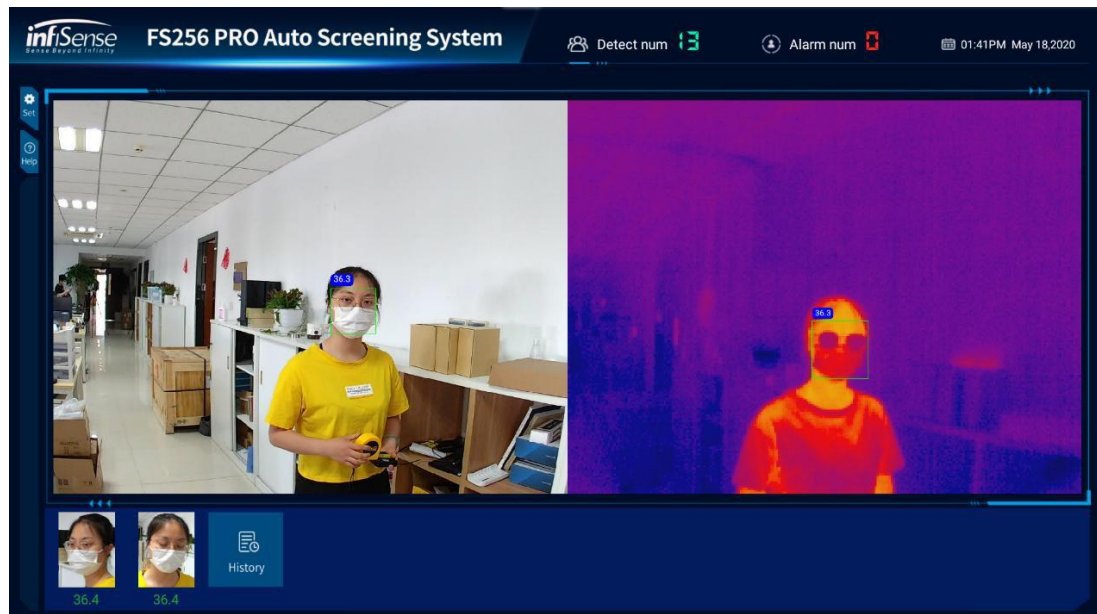 infiSense
Sense Beyond Infinity
FS256 PRO Auto Screening System
Detect num 13
Alarm num 0
01:41PM May 18,2020
Set
Help
36.3
36.3
36.4
36.4
History